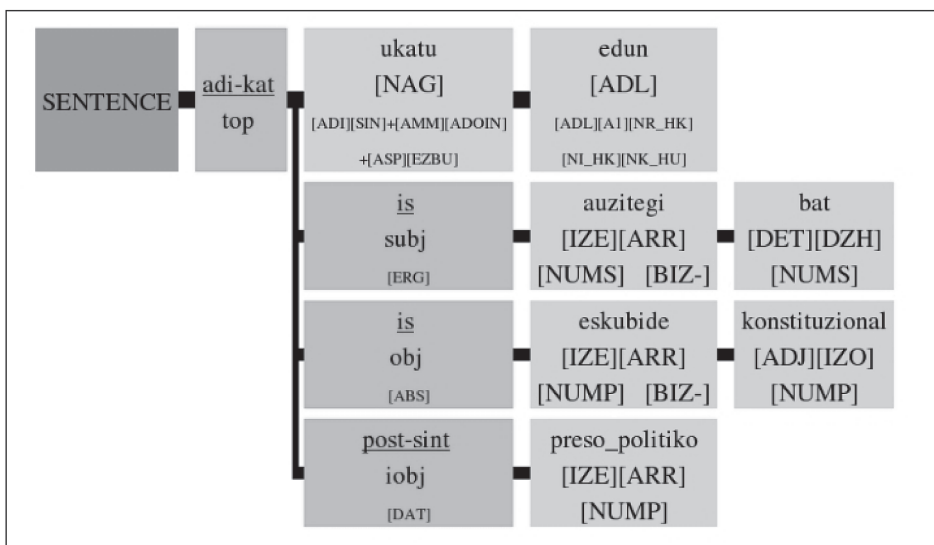 SENTENCE
adi-kat
top
ukatu
[NAG]
[ADI][SIN]+[AMM][ADOIN]
+[ASP][EZBU]
edun
[ADL]
[ADL][A1][NR_HK]
[NI_HK][NK_HU]
is
subj
[ERG]
auzitegi
[IZE][ARR]
[NUMS] [BIZ-]
bat
[DET][DZH]
[NUMS]
is
obj
[ABS]
eskubide
[IZE][ARR]
[NUMP] [BIZ-]
konstituzional
[ADJ][IZO]
[NUMP]
post-sint
iobj
[DAT]
preso_politiko
[IZE][ARR]
[NUMP]